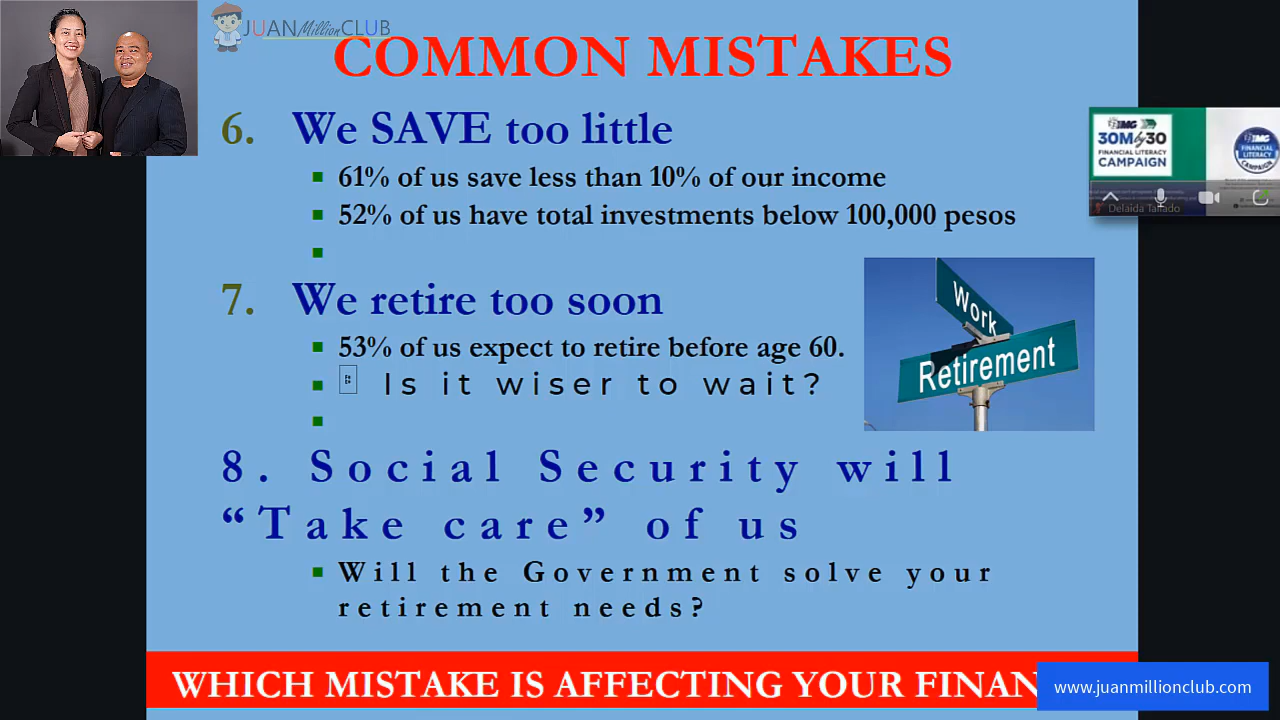 JUANMillionCLUB
COMMON MISTAKES
6. We SAVE too little
61% of us save less than 10% of our income
52% of us have total investments below 100,000 pesos
7. We retire too soon
53% of us expect to retire before age 60.
Is it wiser to wait?
Work
Retirement
8. Social Security will
“Take care” of us
Will the Government solve your
retirement needs?
WHICH MISTAKE IS AFFECTING YOUR FINAN
www.juanmillionclub.com
IMG
30M by 30
FINANCIAL LITERACY
CAMPAIGN
FINANCIAL
LITERACY
Delaida Tallado